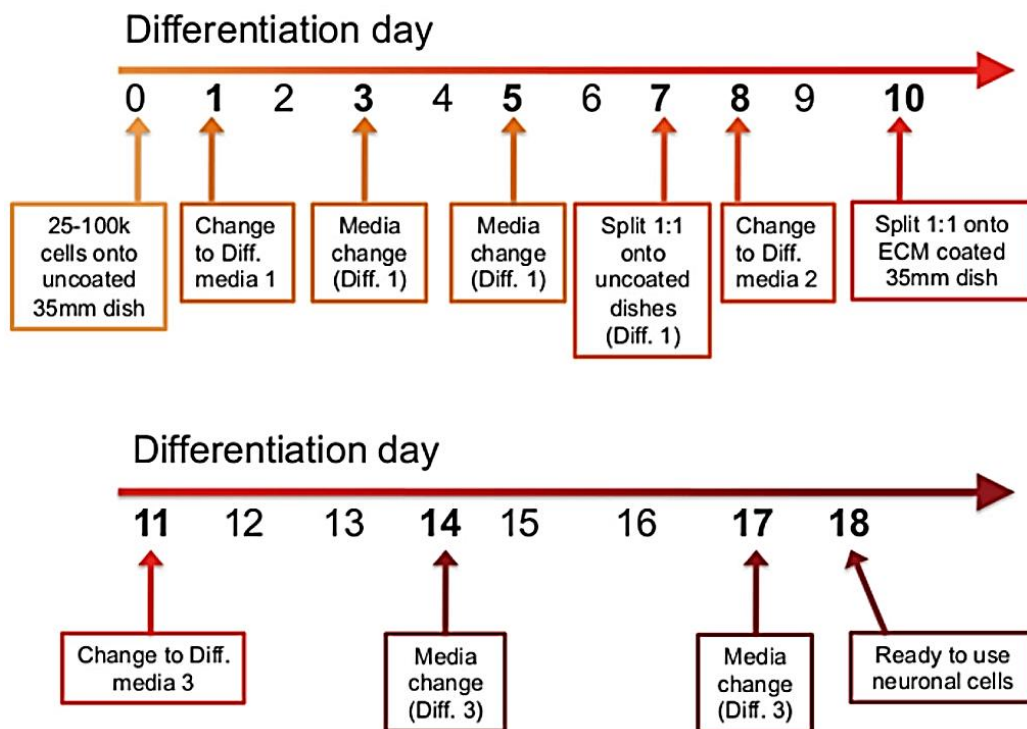 Differentiation day
0 1 2 3 4 5 6 7 8 9 10
25-100k
cells onto
uncoated
35mm dish
Change
to Diff.
media 1
Media
change
(Diff. 1)
Media
change
(Diff. 1)
Split 1:1
onto
uncoated
dishes
(Diff. 1)
Change
to Diff.
media 2
Split 1:1 onto
ECM coated
35mm dish
Differentiation day
11 12 13 14 15 16 17 18
Change to Diff.
media 3
Media
change
(Diff. 3)
Media
change
(Diff. 3)
Ready to use
neuronal cells